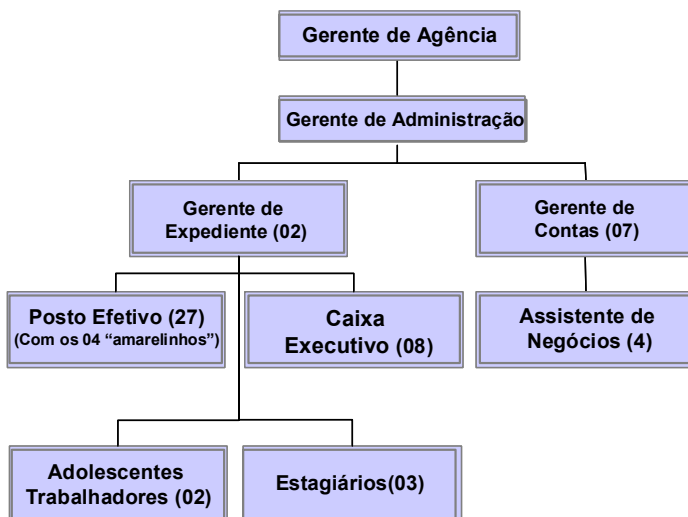 Gerente de Agência
Gerente de Administração
Gerente de
Expediente (02)
Gerente de
Contas (07)
Posto Efetivo (27)
(Com os 04 “amarelinhos”)
Caixa
Executivo (08)
Assistente de
Negócios (4)
Adolescentes
Trabalhadores (02)
Estagiários(03)